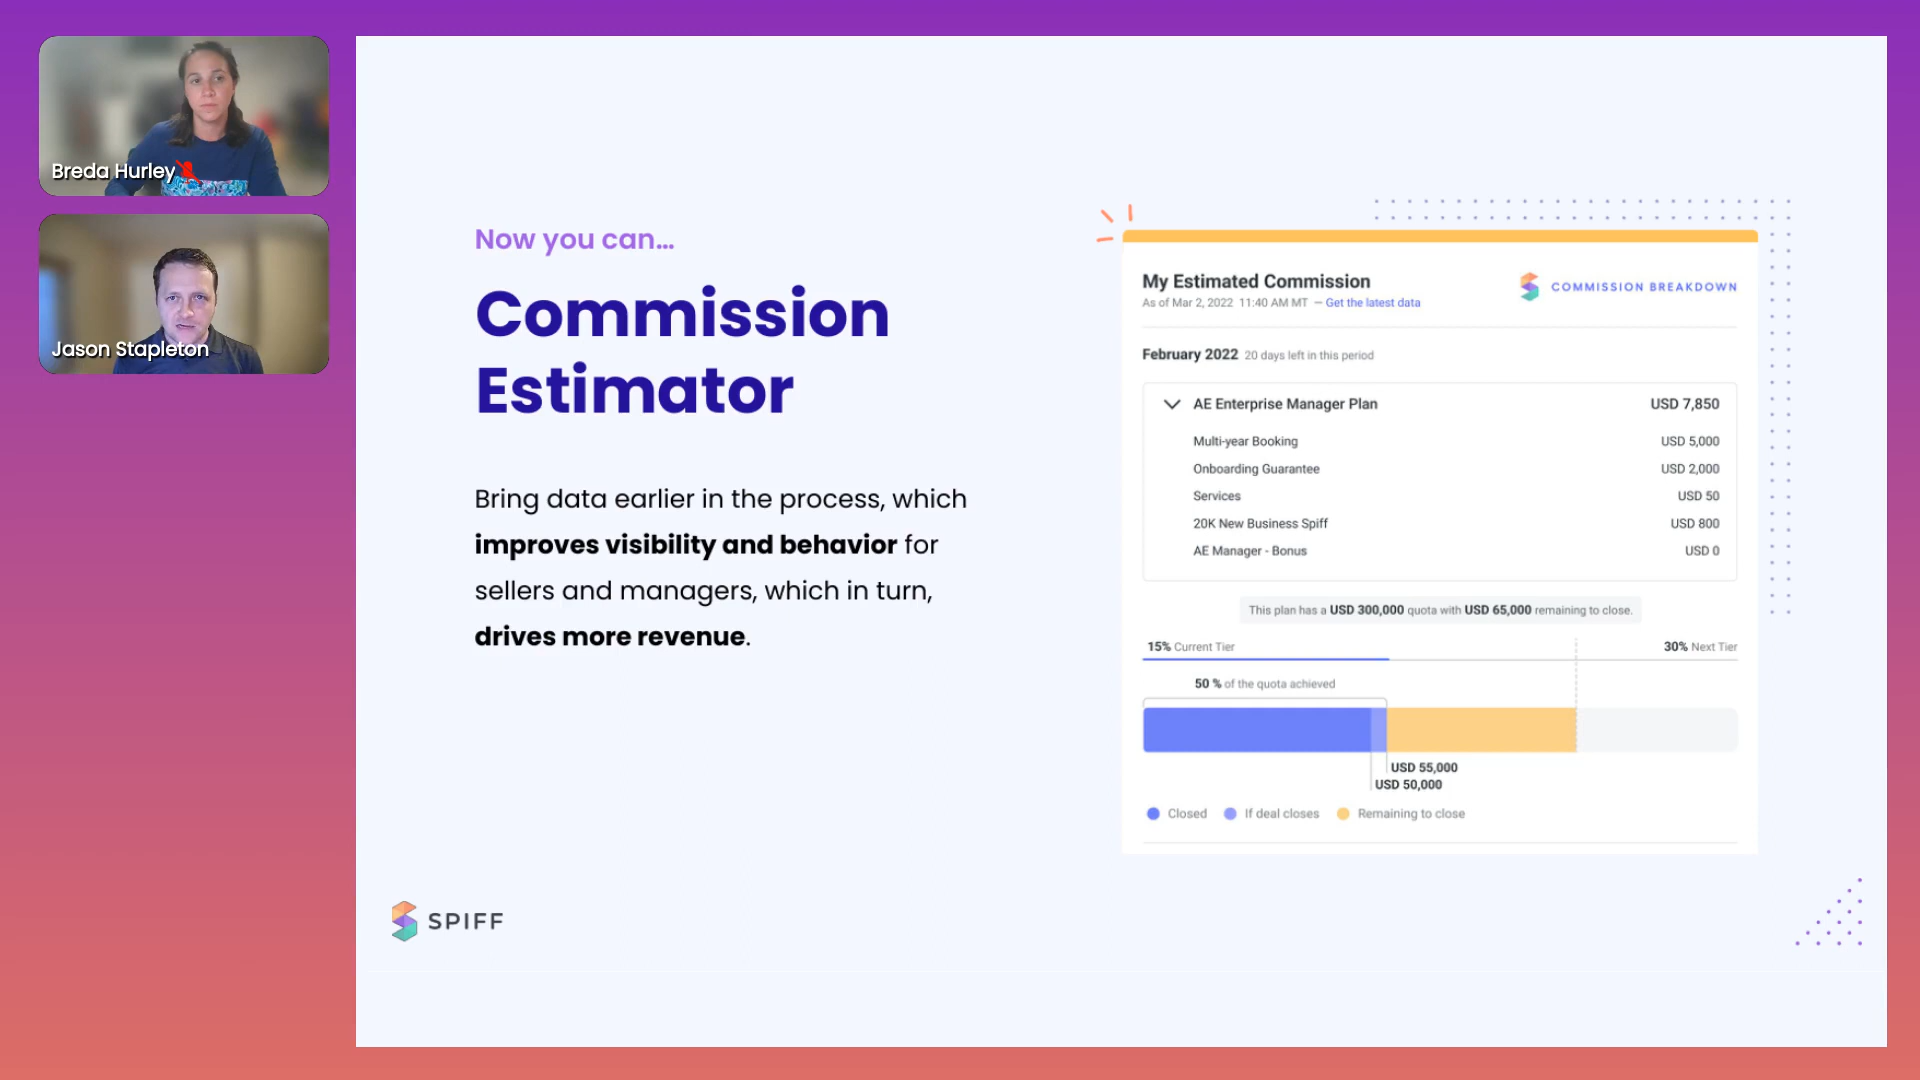 Breda Hurley
Jason Stapleton
Now you can...
Commission
Estimator
Bring data earlier in the process, which
improves visibility and behavior for
sellers and managers, which in turn,
drives more revenue.
SPIFF
My Estimated Commission
As of Mar 2, 2022 11:40 AM MT — Get the latest data
COMMISSION BREAKDOWN
February 2022 20 days left in this period
AE Enterprise Manager Plan USD 7,850
Multi-year Booking USD 5,000
Onboarding Guarantee USD 2,000
Services USD 50
20K New Business Spiff USD 800
AE Manager - Bonus USD 0
This plan has a USD 300,000 quota with USD 65,000 remaining to close.
15% Current Tier 30% Next Tier
50 % of the quota achieved
USD 55,000
USD 50,000
Closed If deal closes Remaining to close